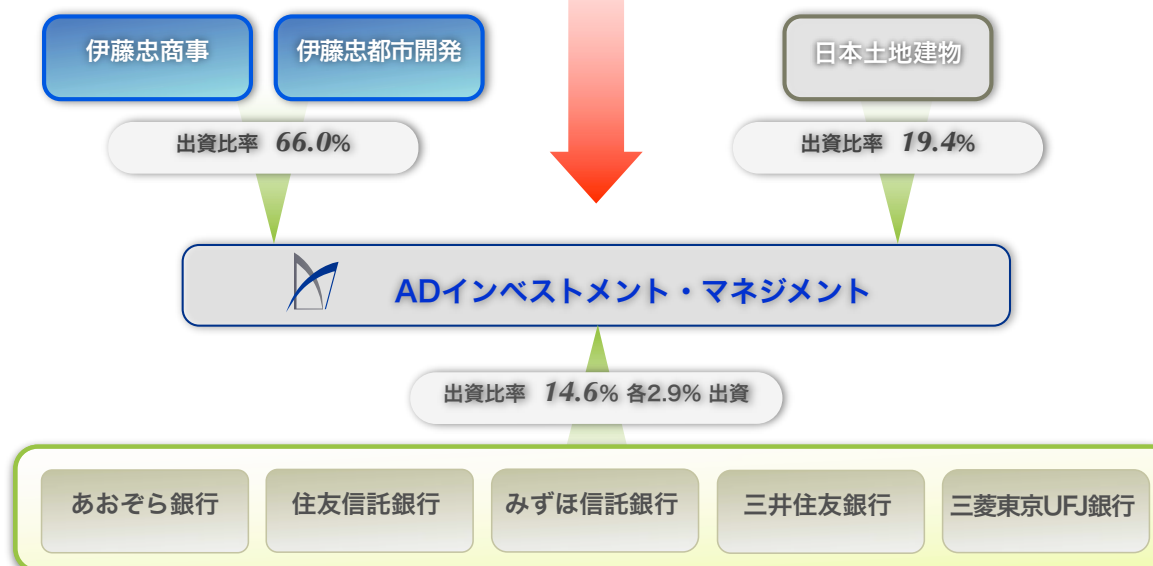 伊藤忠商事
伊藤忠都市開発
日本土地建物
出資比率 66.0%
出資比率 19.4%
ADインベストメント・マネジメント
出資比率 14.6% 各2.9% 出資
あおぞら銀行
住友信託銀行
みずほ信託銀行
三井住友銀行
三菱東京UFJ銀行